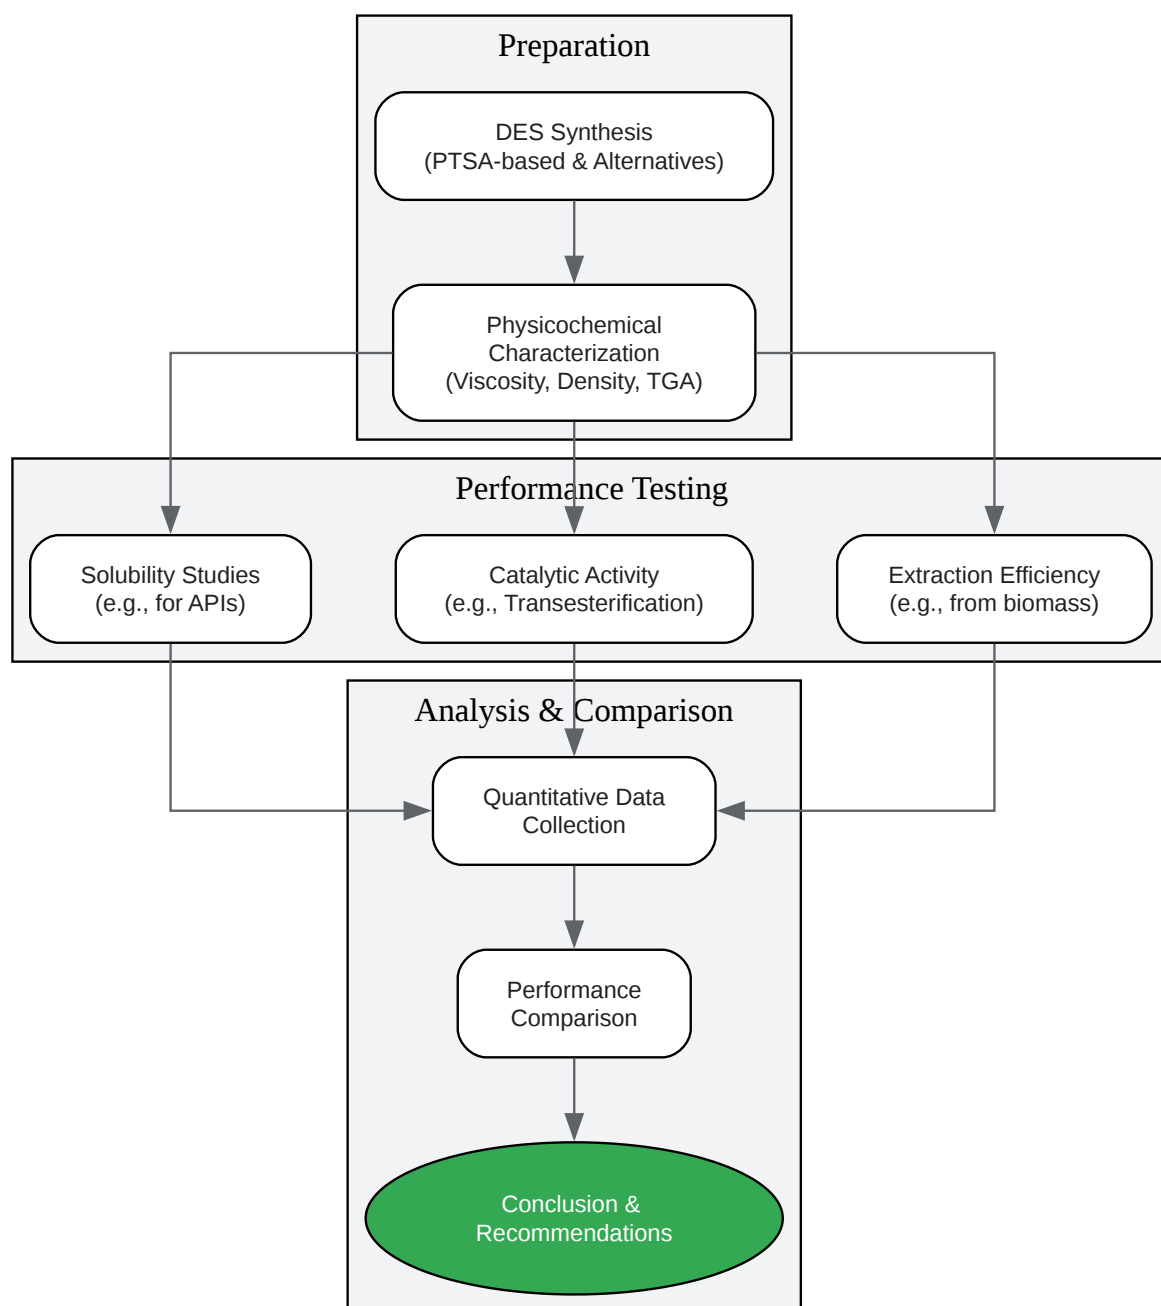 Preparation
DES Synthesis
(PTSA-based & Alternatives)
Physicochemical
Characterization
(Viscosity, Density, TGA)
Performance Testing
Solubility Studies
(e.g., for APIs)
Catalytic Activity
(e.g., Transesterification)
Extraction Efficiency
(e.g., from biomass)
Analysis & Comparison
Quantitative Data
Collection
Performance
Comparison
Conclusion &
Recommendations